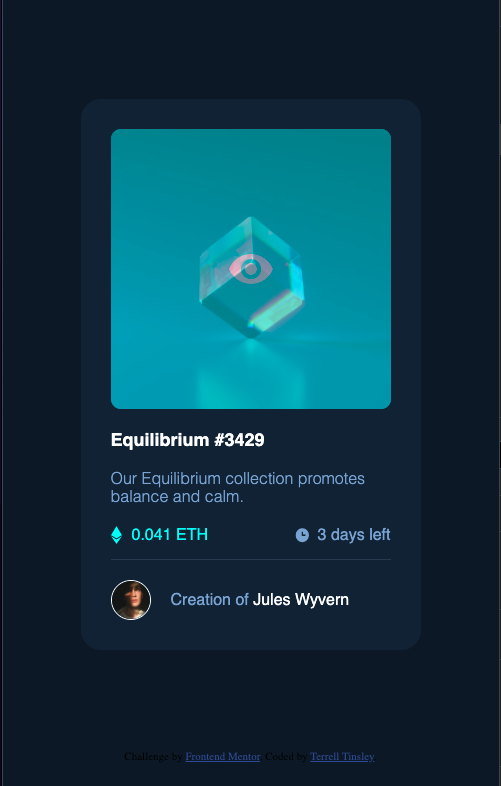 Equilibrium #3429
Our Equilibrium collection promotes
balance and calm.
0.041 ETH
3 days left
Creation of Jules Wyvern
Challenge by Frontend Mentor. Coded by Terrell Tinsley